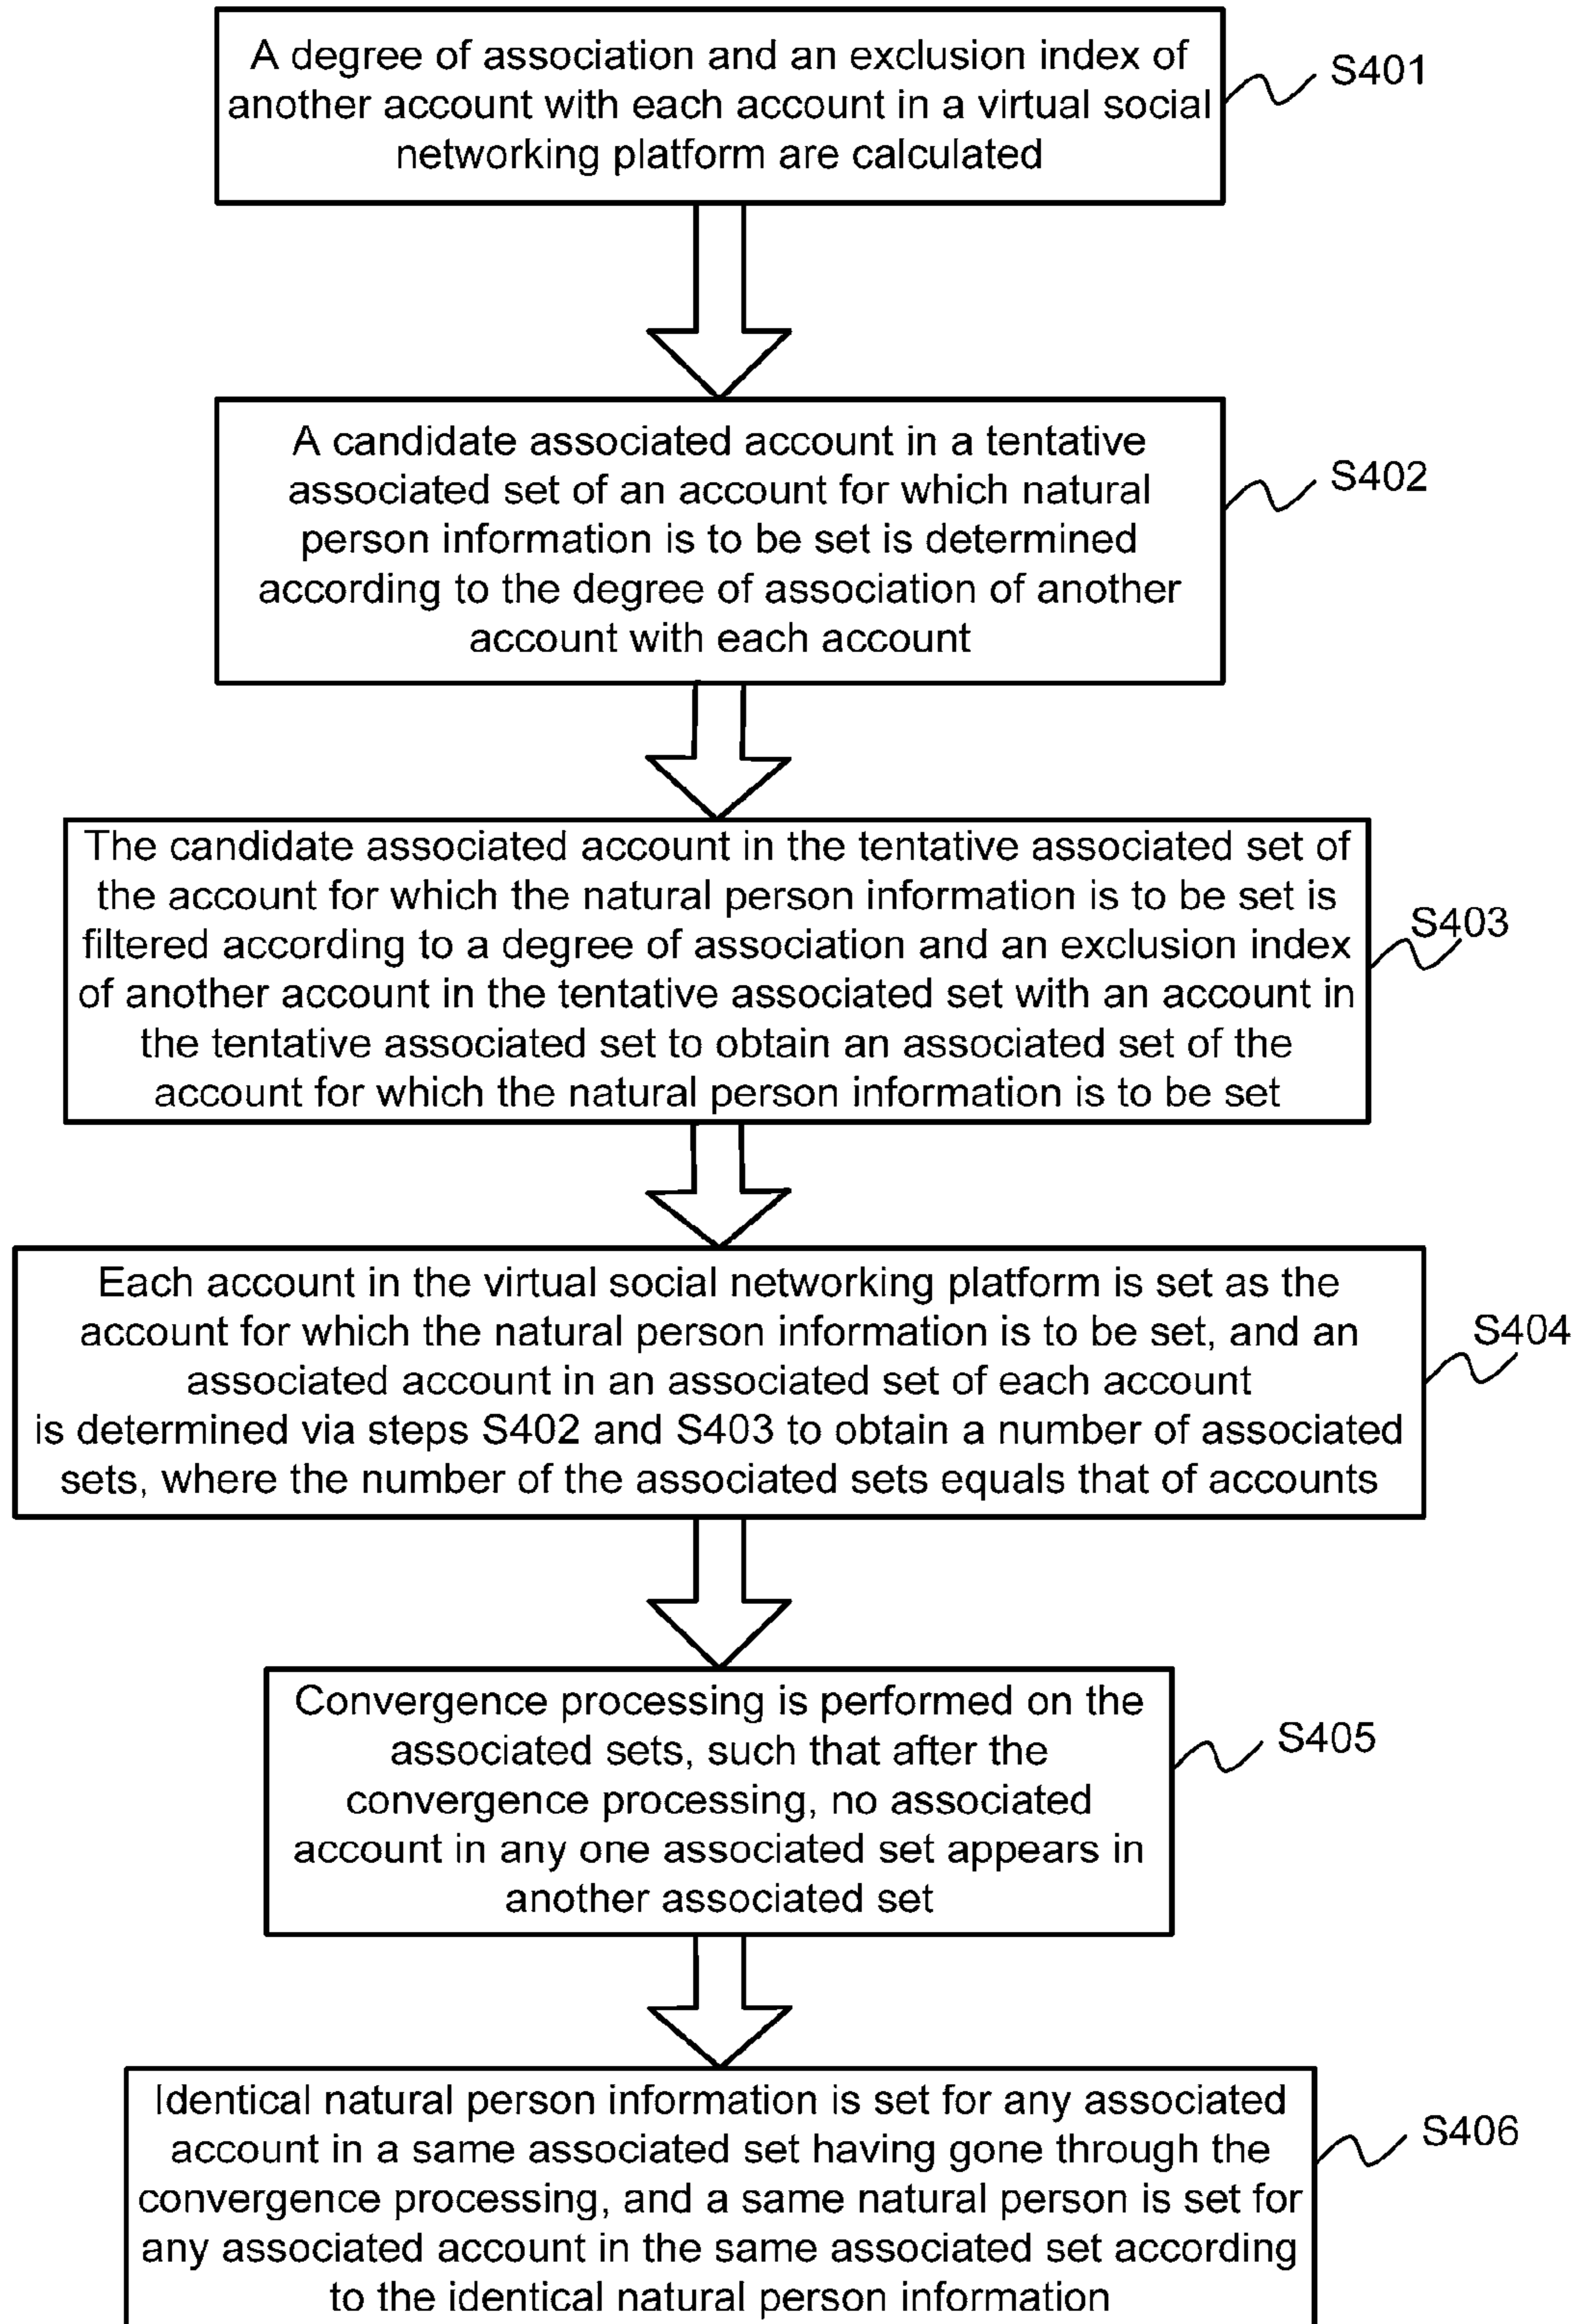 A degree of association and an exclusion index of
another account with each account in a virtual social
networking platform are calculated
S401
A candidate associated account in a tentative
associated set of an account for which natural
person information is to be set is determined
according to the degree of association of another
account with each account
S402
The candidate associated account in the tentative associated set of
the account for which the natural person information is to be set is
filtered according to a degree of association and an exclusion index
of another account in the tentative associated set with an account in
the tentative associated set to obtain an associated set of the
account for which the natural person information is to be set
S403
Each account in the virtual social networking platform is set as the
account for which the natural person information is to be set, and an
associated account in an associated set of each account
is determined via steps S402 and S403 to obtain a number of associated
sets, where the number of the associated sets equals that of accounts
S404
Convergence processing is performed on the
associated sets, such that after the
convergence processing, no associated
account in any one associated set appears in
another associated set
S405
Identical natural person information is set for any associated
account in a same associated set having gone through the
convergence processing, and a same natural person is set for
any associated account in the same associated set according
to the identical natural person information
S406